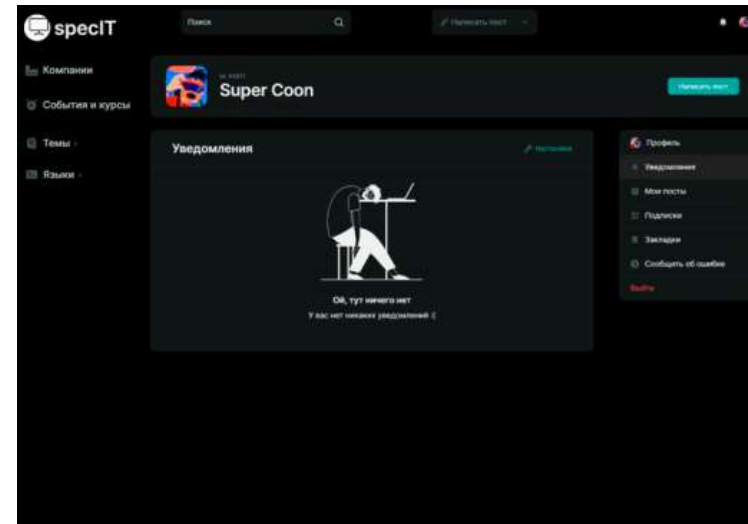 specIT
Поиск
Написать пост
Компании
События и курсы
Темы
Языки
Super Coon
Написать пост
Уведомления
Настройки
Ой, тут ничего нет
У вас нет никаких уведомлений :(
Профиль
Уведомления
Мои посты
Подписки
Закладки
Сообщить об ошибке
Выйти